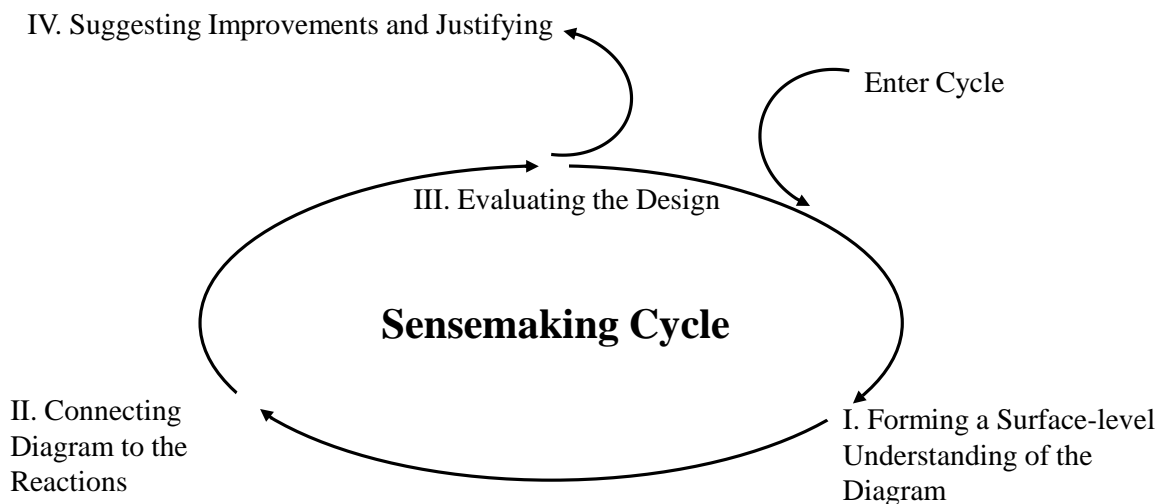 IV. Suggesting Improvements and Justifying
Enter Cycle
III. Evaluating the Design
Sensemaking Cycle
II. Connecting
Diagram to the
Reactions
I. Forming a Surface-level
Understanding of the
Diagram